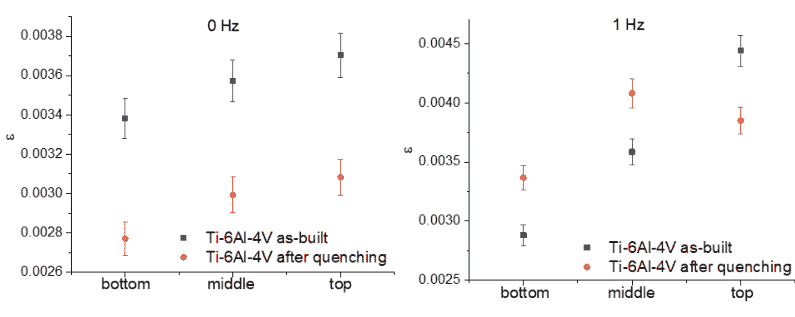 0 Hz
0.0038
0.0036
0.0034
0.0032
0.0030
0.0028
0.0026
ε
Ti-6Al-4V as-built
Ti-6Al-4V after quenching
bottom middle top
1 Hz
0.0045
0.0040
0.0035
0.0030
0.0025
ε
Ti-6Al-4V as-built
Ti-6Al-4V after quenching
bottom middle top